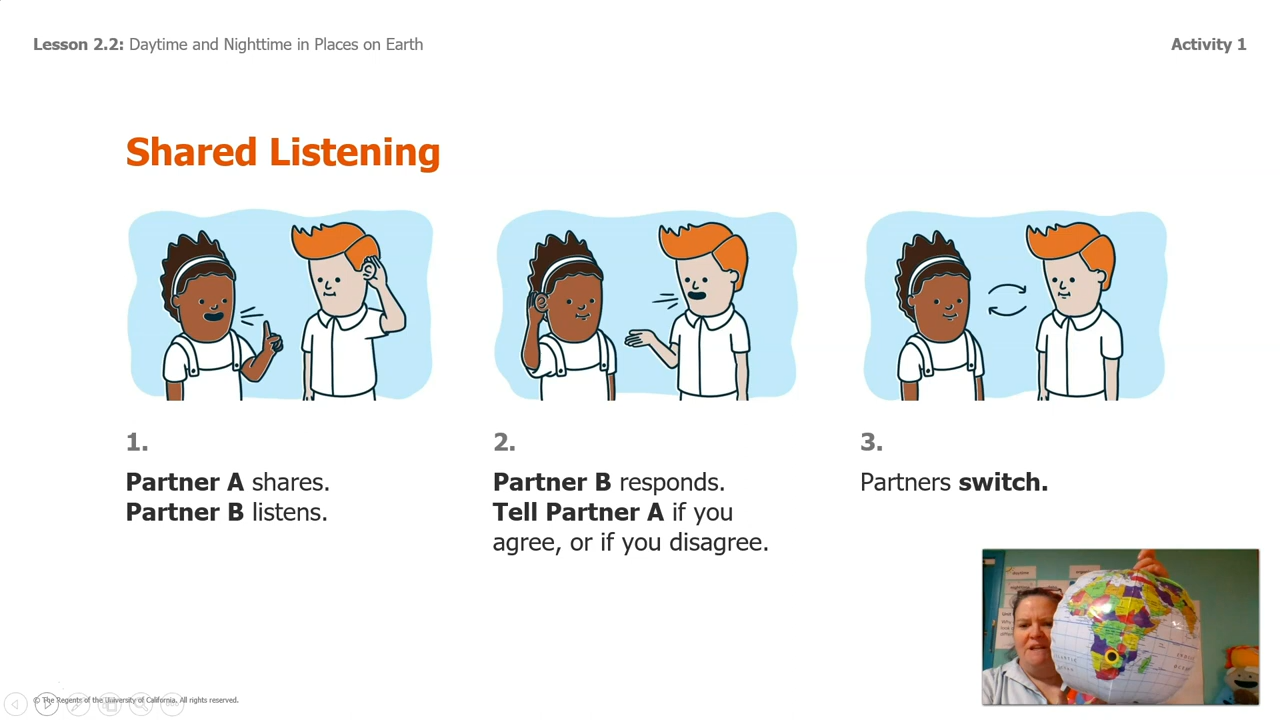 Lesson 2.2: Daytime and Nighttime in Places on Earth
Activity 1
Shared Listening
1.
Partner A shares.
Partner B listens.
2.
Partner B responds.
Tell Partner A if you
agree, or if you disagree.
3.
Partners switch.
© The Regents of the University of California. All rights reserved.